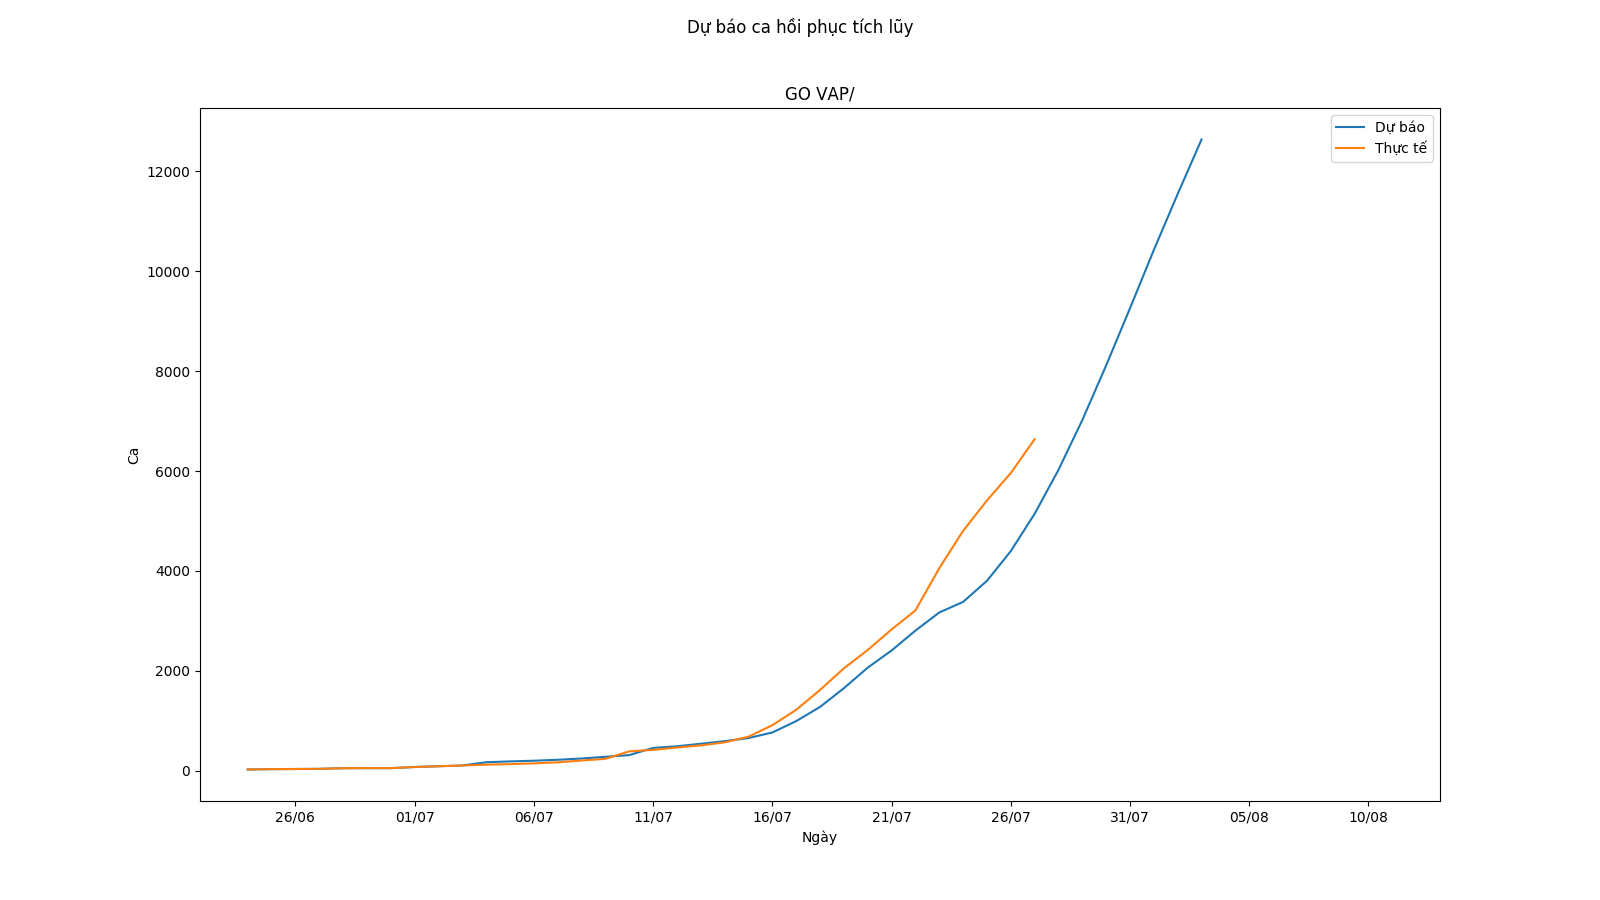 Dự báo ca hồi phục tích lũy
GO VAP/
Dự báo
Thực tế
12000
10000
8000
6000
4000
2000
0
Ca
26/06
01/07
06/07
11/07
16/07
21/07
26/07
31/07
05/08
10/08
Ngày